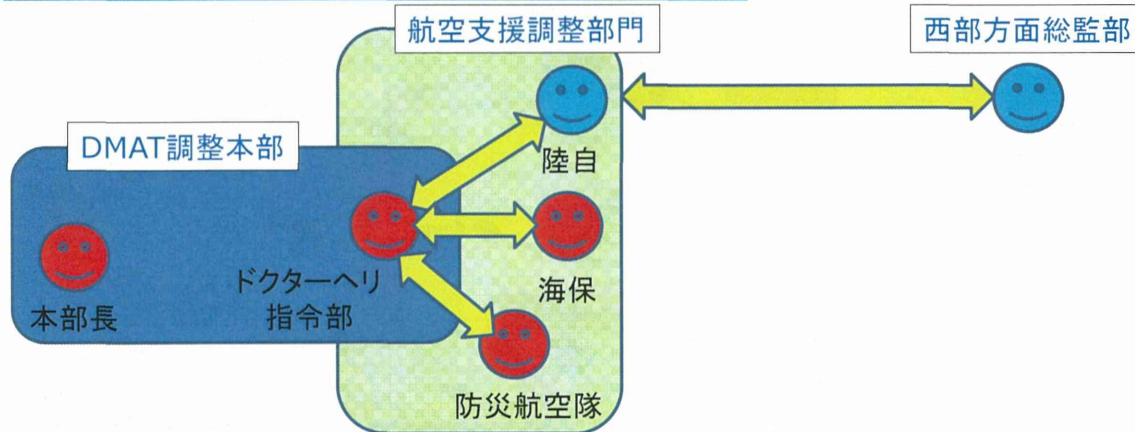 航空支援調整部門
西部方面総監部
DMAT調整本部
陸自
ドクターヘリ
指令部
海保
本部長
防災航空隊